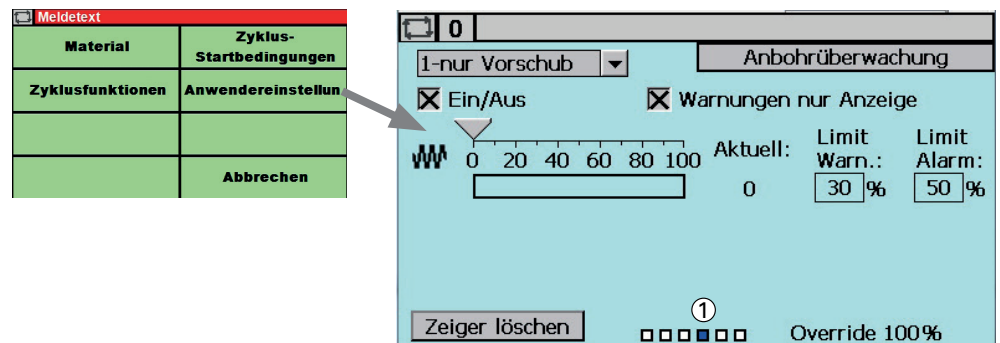 Meldetext
Material
Zyklus-
Startbedingungen
Zyklusfunktionen
Anwendereinstellun
Abbrechen
0
1-nur Vorschub
Anbohrüberwachung
Ein/Aus
Warnungen nur Anzeige
0 20 40 60 80 100
Aktuell:
Limit
Warn.:
Limit
Alarm:
0
30 %
50 %
1
Zeiger löschen
Override 100%